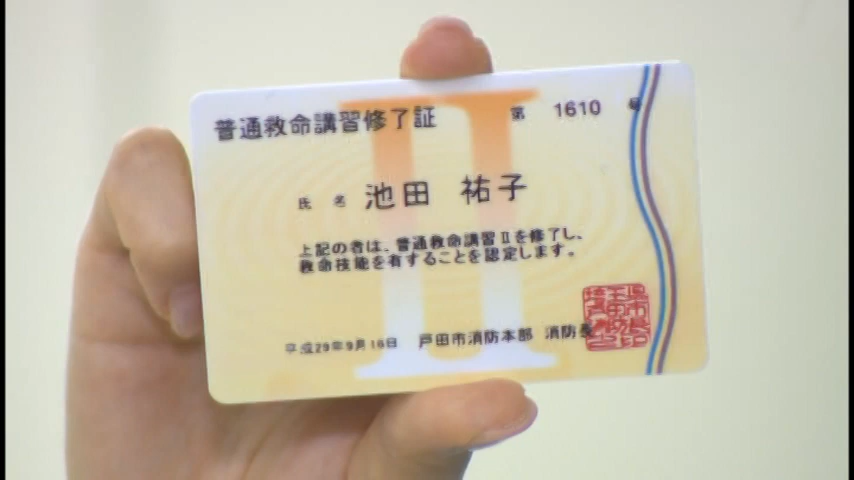 普通救命講習修了証 第 1610 号
氏 名 池田 祐子
上記の者は、普通救命講習Ⅱを修了し、
救命技能を有することを認定します。
平成29年9月16日 戸田市消防本部 消防長
Ⅱ